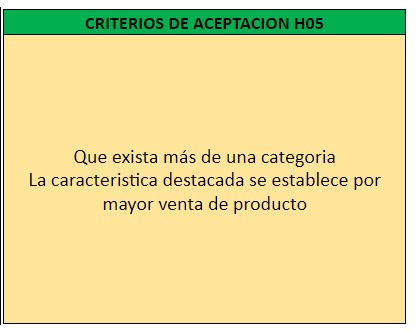 CRITERIOS DE ACEPTACION H05
Que exista más de una categoria
La caracteristica destacada se establece por
mayor venta de producto